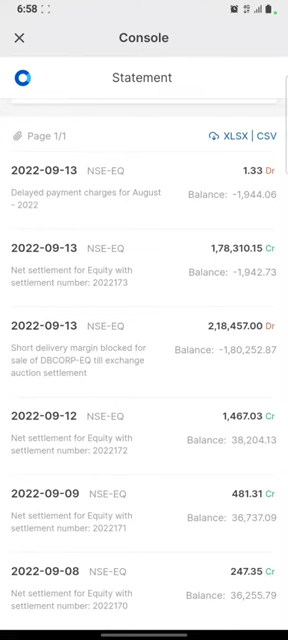 6:58
Console
Statement
Page 1/1
XLSX | CSV
2022-09-13 NSE-EQ 1.33 Dr
Delayed payment charges for August Balance: -1,944.06
- 2022
2022-09-13 NSE-EQ 1,78,310.15 Cr
Net settlement for Equity with Balance: -1,942.73
settlement number: 2022173
2022-09-13 NSE-EQ 2,18,457.00 Dr
Short delivery margin blocked for Balance: -1,80,252.87
sale of DBCORP-EQ till exchange
auction settlement
2022-09-12 NSE-EQ 1,467.03 Cr
Net settlement for Equity with Balance: 38,204.13
settlement number: 2022172
2022-09-09 NSE-EQ 481.31 Cr
Net settlement for Equity with Balance: 36,737.09
settlement number: 2022171
2022-09-08 NSE-EQ 247.35 Cr
Net settlement for Equity with Balance: 36,255.79
settlement number: 2022170